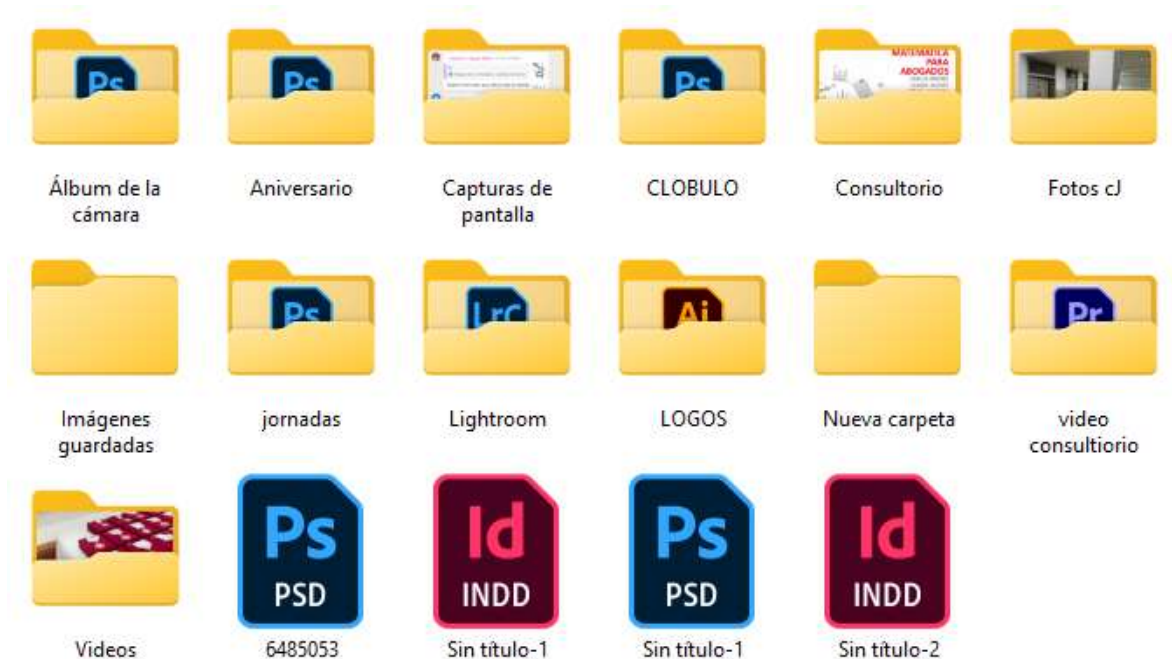 Ps
Ps
Ps
MATEMATICA
PARA
ABOGADOS
Álbum de la
cámara
Aniversario
Capturas de
pantalla
CLOBULO
Consultorio
Fotos cJ
Ps
LrC
Ai
Pr
Imágenes
guardadas
jornadas
Lightroom
LOGOS
Nueva carpeta
video
consultiorio
Ps
PSD
Id
INDD
Ps
PSD
Id
INDD
Videos
6485053
Sin título-1
Sin título-1
Sin título-2